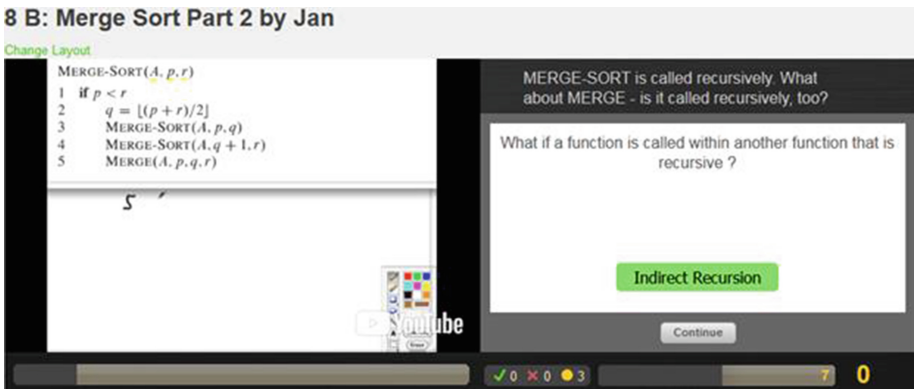 8 B: Merge Sort Part 2 by Jan
Change Layout
MERGE-SORT(A, p, r)
1 if p < r
2 q = ⌊(p + r)/2⌋
3 MERGE-SORT(A, p, q)
4 MERGE-SORT(A, q + 1, r)
5 MERGE(A, p, q, r)
5
YouTube
Erase
MERGE-SORT is called recursively. What
about MERGE - is it called recursively, too?
What if a function is called within another function that is
recursive ?
Indirect Recursion
Continue
0 0 3
7 0